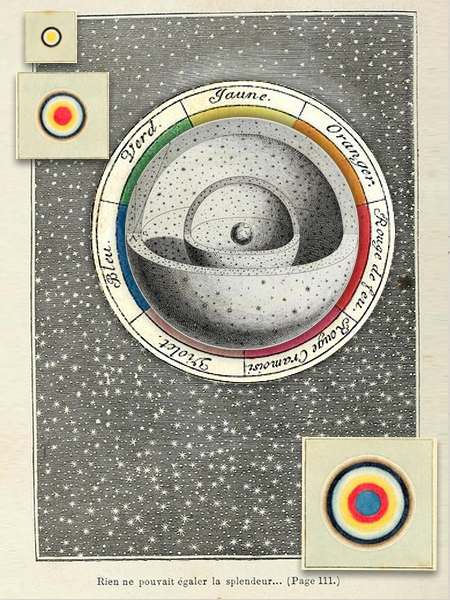 Jaune.
Oranger.
Rouge de feu.
Rouge Cramoisi
Violet.
Bleu.
Verd.
Rien ne pouvait égaler la splendeur... (Page 111.)